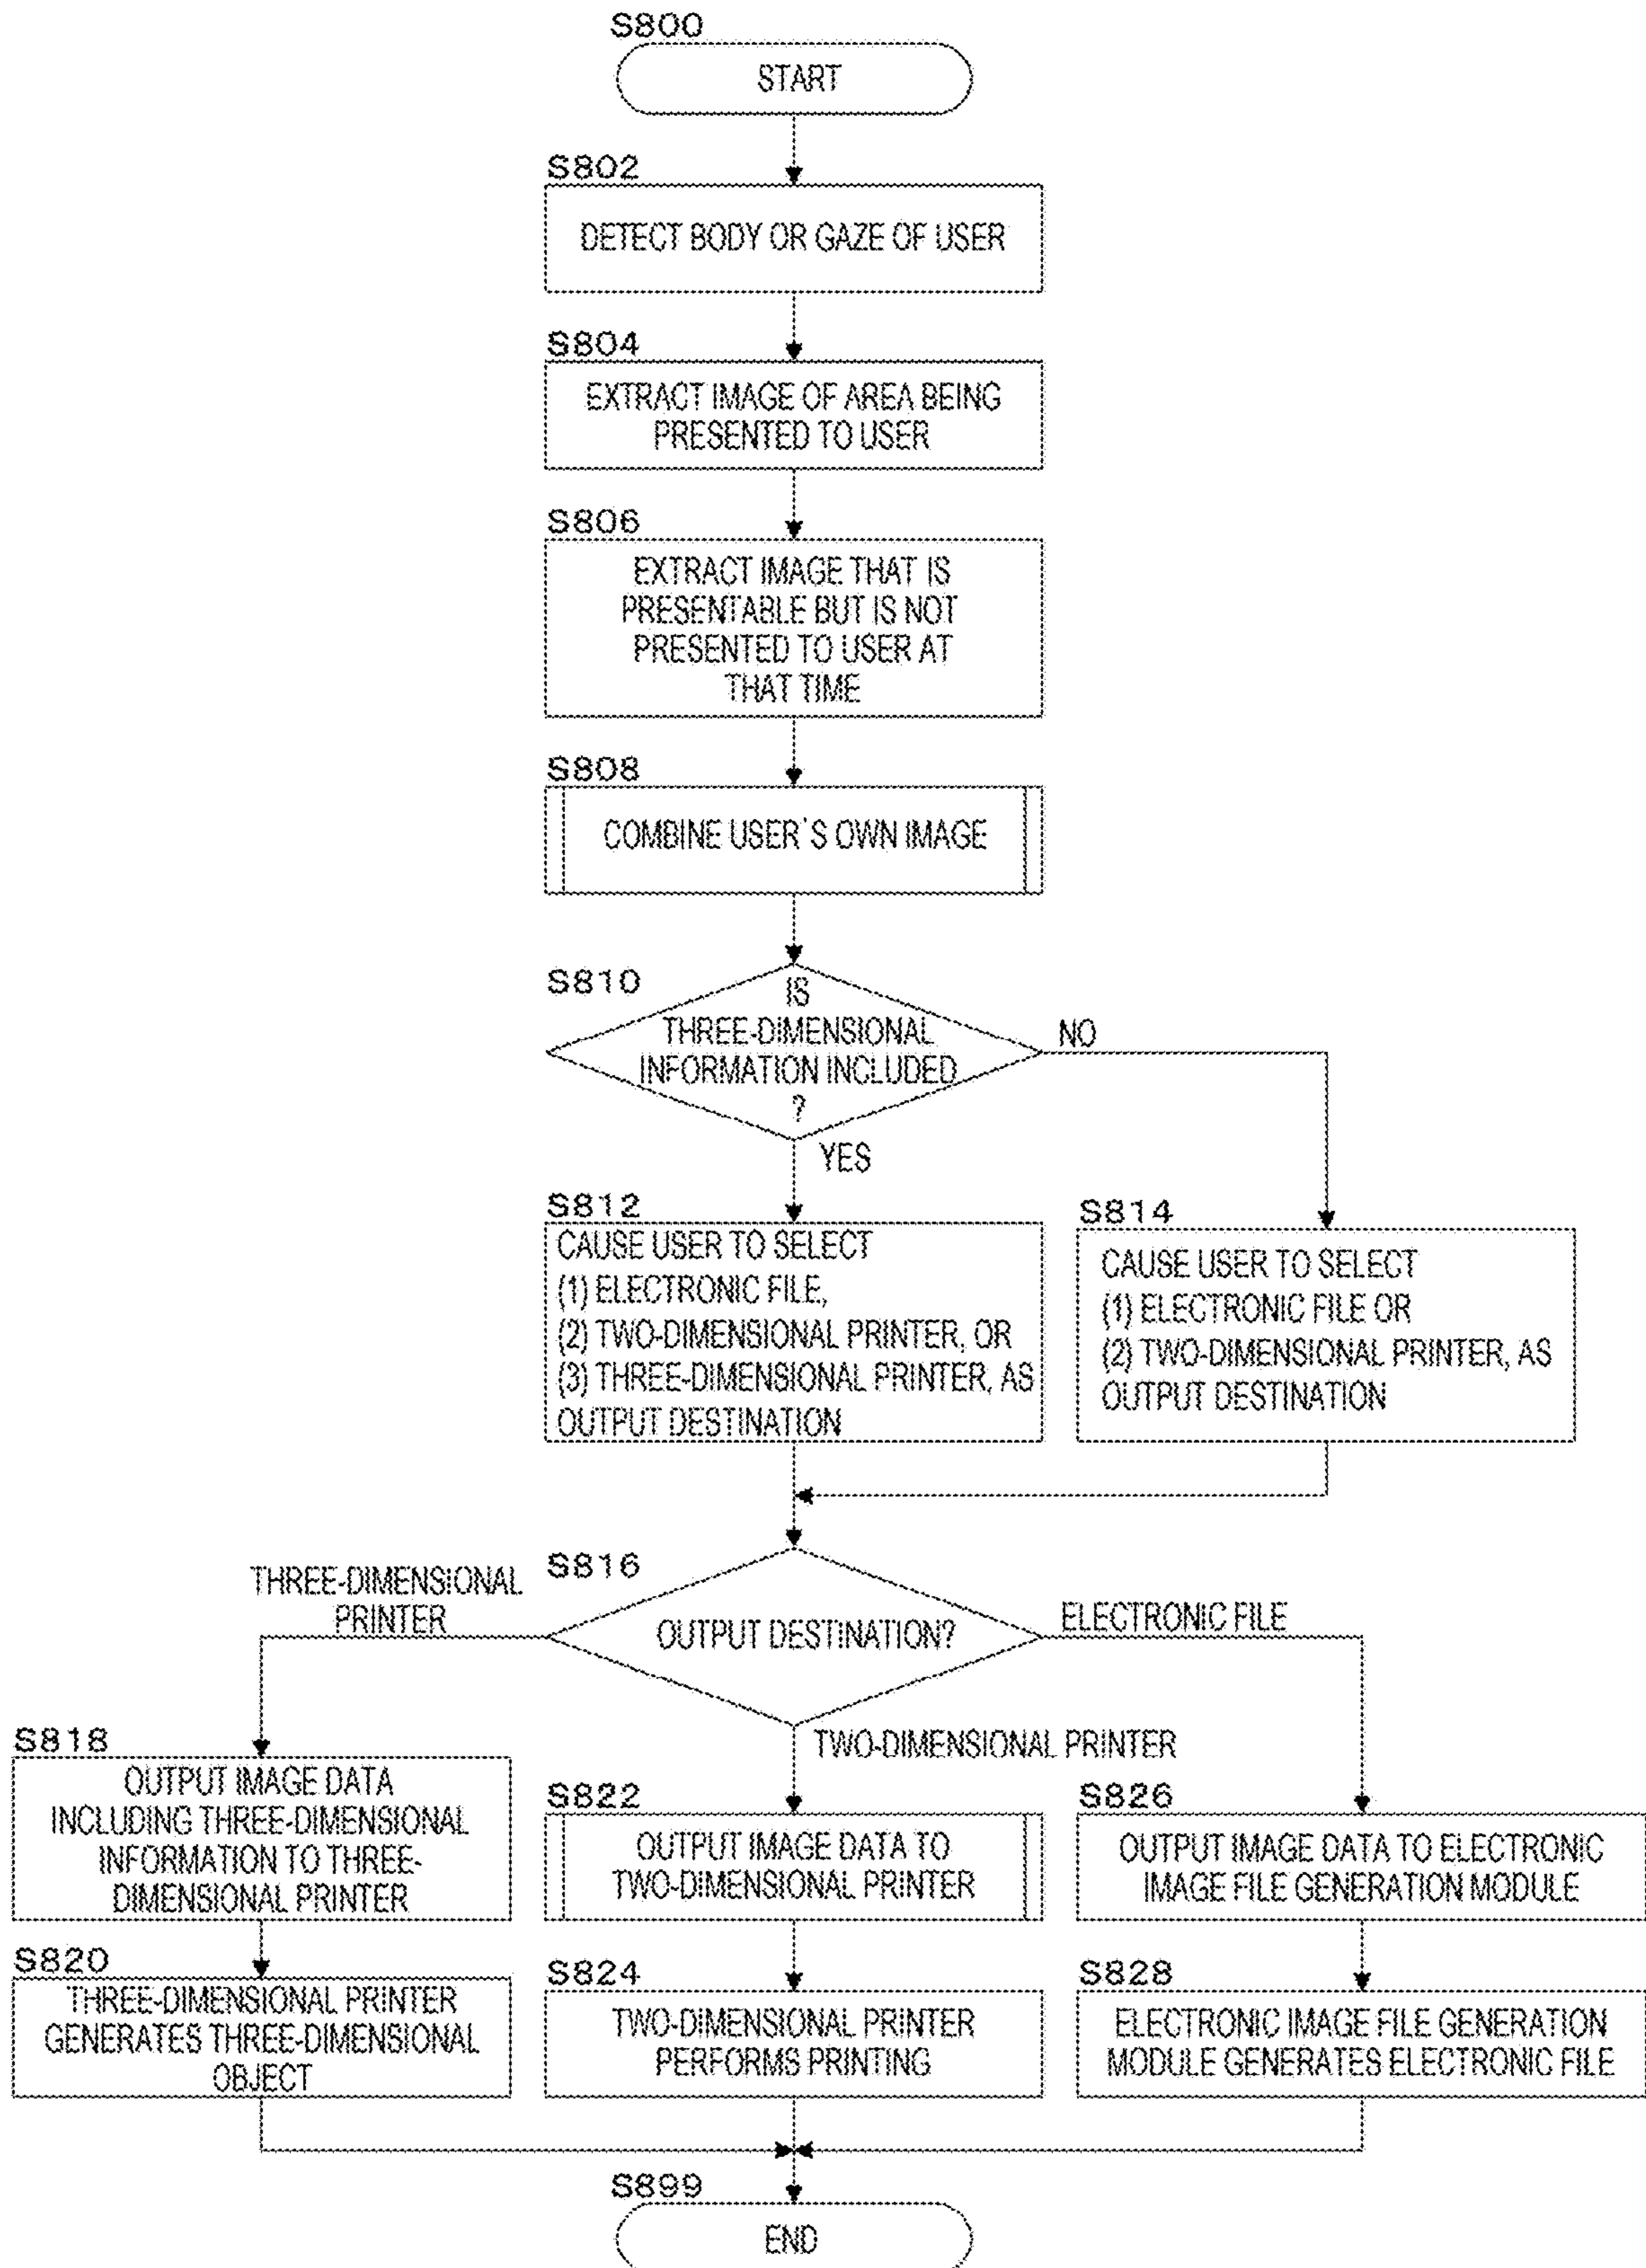 S800
START
S802
DETECT BODY OR GAZE OF USER
S804
EXTRACT IMAGE OF AREA BEING
PRESENTED TO USER
S806
EXTRACT IMAGE THAT IS
PRESENTABLE BUT IS NOT
PRESENTED TO USER AT
THAT TIME
S808
COMBINE USER'S OWN IMAGE
S810
IS
THREE-DIMENSIONAL
INFORMATION INCLUDED
?
NO
YES
S812
CAUSE USER TO SELECT
(1) ELECTRONIC FILE,
(2) TWO-DIMENSIONAL PRINTER, OR
(3) THREE-DIMENSIONAL PRINTER, AS
OUTPUT DESTINATION
S814
CAUSE USER TO SELECT
(1) ELECTRONIC FILE OR
(2) TWO-DIMENSIONAL PRINTER, AS
OUTPUT DESTINATION
S816
OUTPUT DESTINATION?
THREE-DIMENSIONAL
PRINTER
ELECTRONIC FILE
TWO-DIMENSIONAL PRINTER
S818
OUTPUT IMAGE DATA
INCLUDING THREE-DIMENSIONAL
INFORMATION TO THREE-
DIMENSIONAL PRINTER
S822
OUTPUT IMAGE DATA TO
TWO-DIMENSIONAL PRINTER
S826
OUTPUT IMAGE DATA TO ELECTRONIC
IMAGE FILE GENERATION MODULE
S820
THREE-DIMENSIONAL PRINTER
GENERATES THREE-DIMENSIONAL
OBJECT
S824
TWO-DIMENSIONAL PRINTER
PERFORMS PRINTING
S828
ELECTRONIC IMAGE FILE GENERATION
MODULE GENERATES ELECTRONIC FILE
S899
END